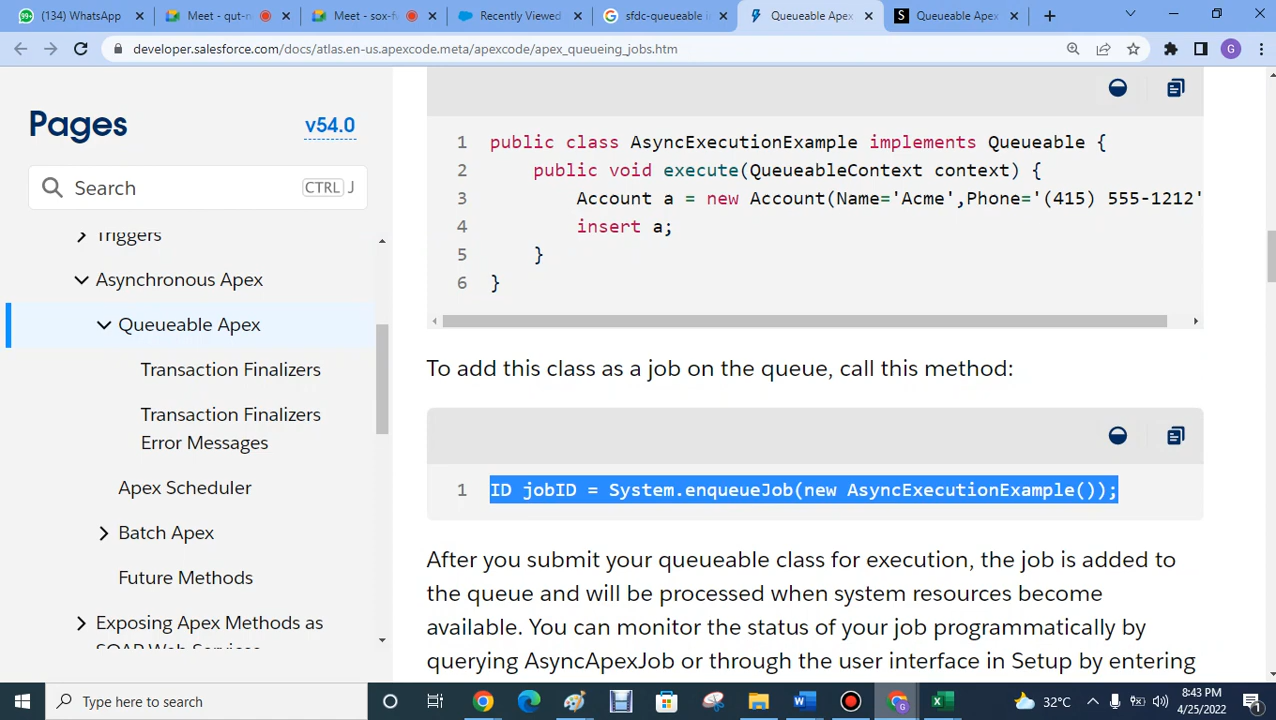 (134) WhatsApp
Meet - qut-n
Meet - sox-f
Recently Viewed
sfdc-queueable i
Queueable Apex
Queueable Apex
developer.salesforce.com/docs/atlas.en-us.apexcode.meta/apexcode/apex_queueing_jobs.htm
G
Pages
v54.0
Search
CTRL J
Triggers
Asynchronous Apex
Queueable Apex
Transaction Finalizers
Transaction Finalizers
Error Messages
Apex Scheduler
Batch Apex
Future Methods
Exposing Apex Methods as
SOAP Web Services
1 public class AsyncExecutionExample implements Queueable {
2 public void execute(QueueableContext context) {
3 Account a = new Account(Name='Acme',Phone='(415) 555-1212'
4 insert a;
5 }
6 }
To add this class as a job on the queue, call this method:
1 ID jobID = System.enqueueJob(new AsyncExecutionExample());
After you submit your queueable class for execution, the job is added to
the queue and will be processed when system resources become
available. You can monitor the status of your job programmatically by
querying AsyncApexJob or through the user interface in Setup by entering
Type here to search
32°C
8:43 PM
4/25/2022
1